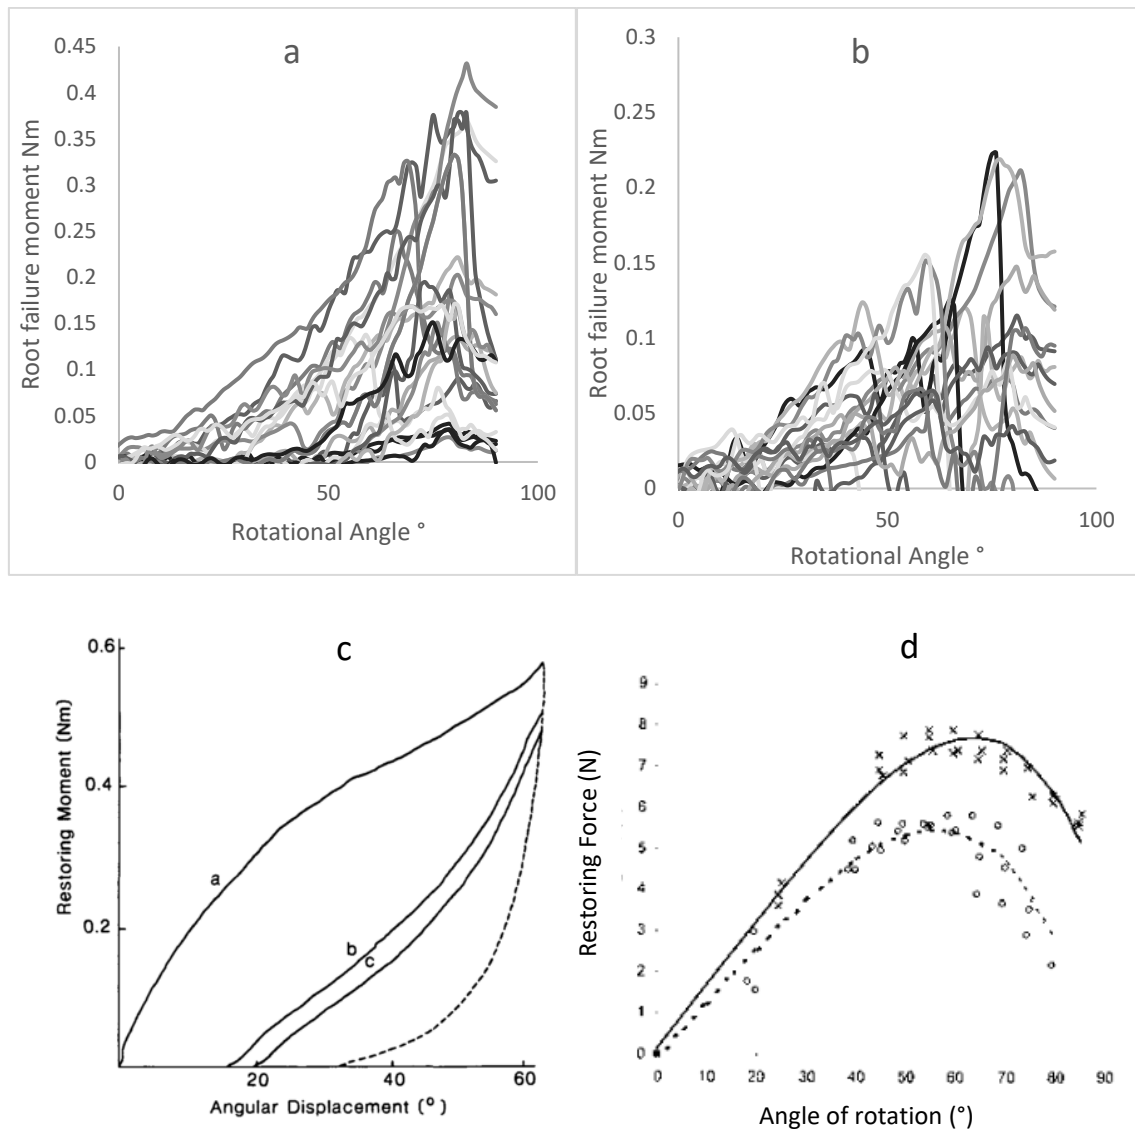 a
Root failure moment Nm
0.45
0.4
0.35
0.3
0.25
0.2
0.15
0.1
0.05
0
0
50
100
Rotational Angle °
b
Root failure moment Nm
0.3
0.25
0.2
0.15
0.1
0.05
0
0
50
100
Rotational Angle °
c
Restoring Moment (Nm)
0.6
0.4
0.2
a
b
c
20
40
60
Angular Displacement (°)
d
Restoring Force (N)
9
8
7
6
5
4
3
2
1
0
0 10 20 30 40 50 60 70 80 90
Angle of rotation (°)